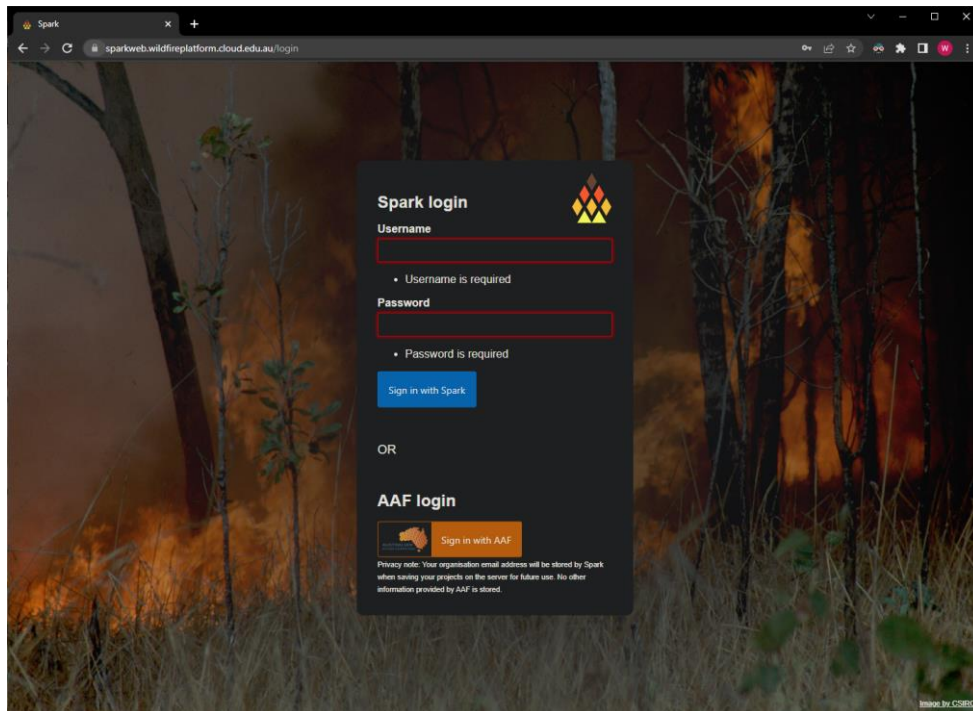 Spark
sparkweb.wildfireplatform.cloud.edu.au/login
W
Spark login
Username
• Username is required
Password
• Password is required
Sign in with Spark
OR
AAF login
Sign in with AAF
Privacy note: Your organisation email address will be stored by Spark
when saving your projects on the server for future use. No other
information provided by AAF is stored.
Image by CSIRO